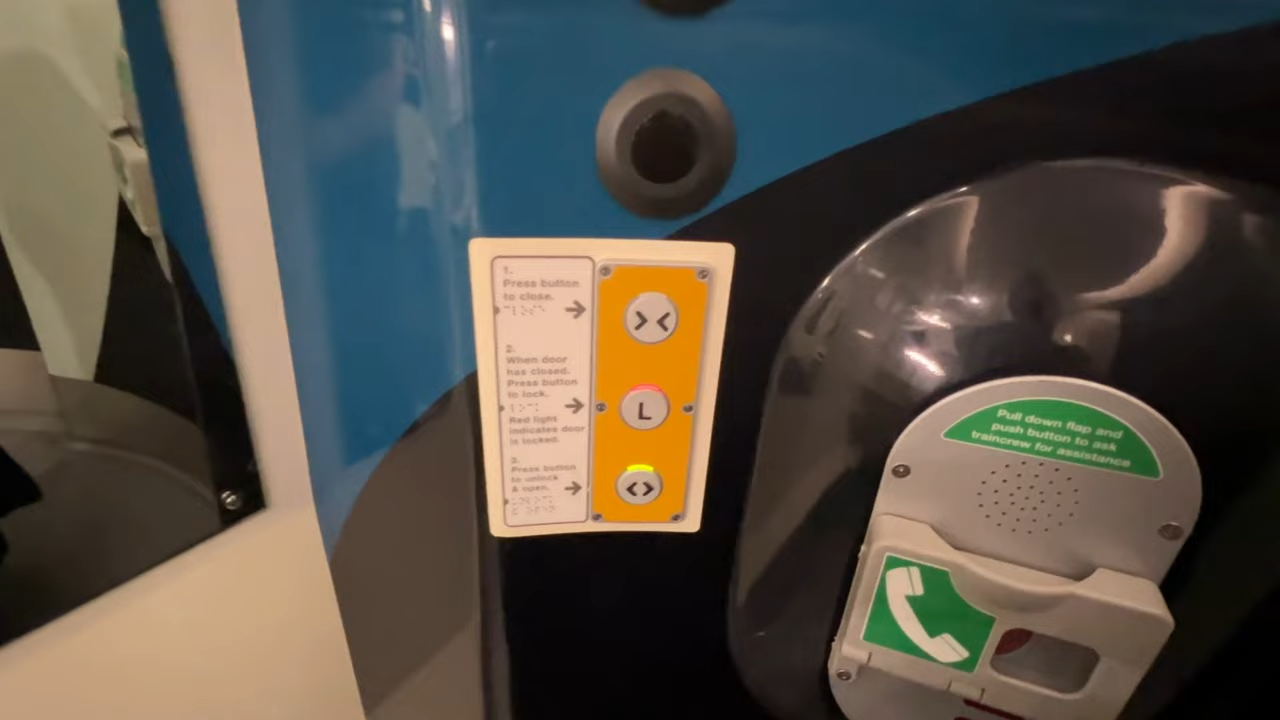 1.
Press button
to close.
2.
When door
has closed.
Press button
to lock.
Red light
indicates door
is locked.
3.
Press button
to unlock
& open.
L
Pull down flap and
push button to ask
traincrew for assistance